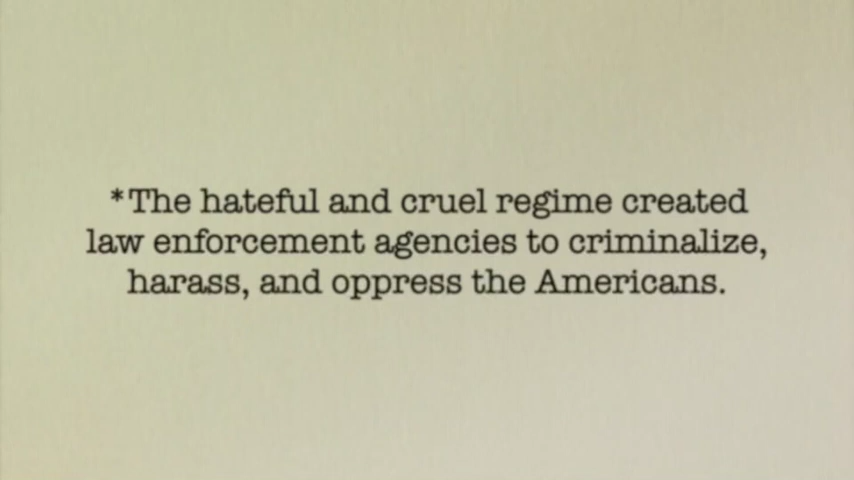 *The hateful and cruel regime created
law enforcement agencies to criminalize,
harass, and oppress the Americans.